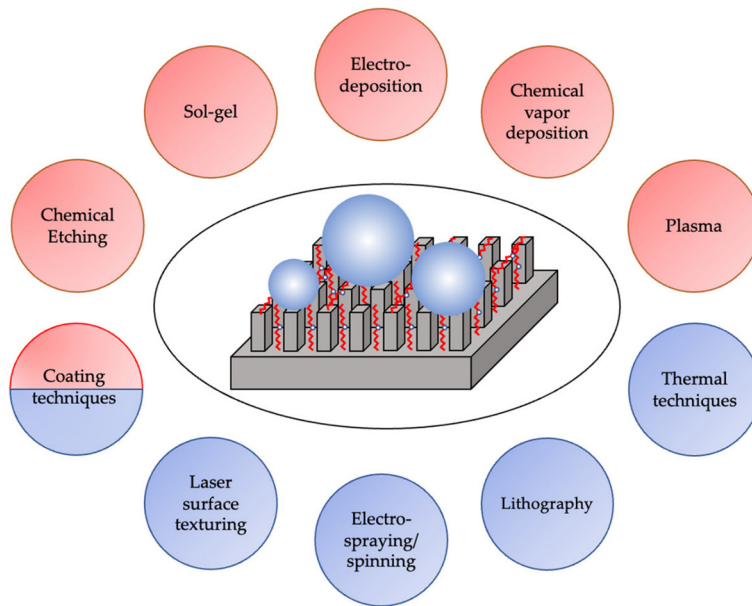 Electro-
deposition
Sol-gel
Chemical
vapor
deposition
Chemical
Etching
Plasma
Coating
techniques
Thermal
techniques
Laser
surface
texturing
Electro-
spraying/
spinning
Lithography